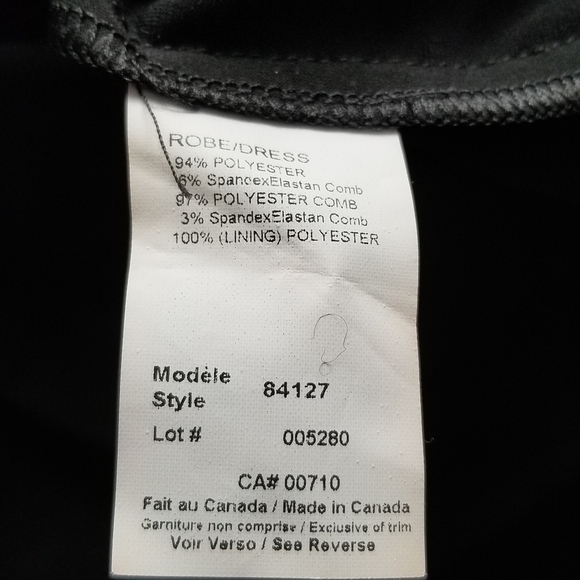 ROBE/DRESS
94% POLYESTER
6% SpandexElastan Comb
97% POLYESTER COMB
3% SpandexElastan Comb
100% (LINING) POLYESTER
Modèle
Style 84127
Lot # 005280
CA# 00710
Fait au Canada / Made in Canada
Garniture non comprise / Exclusive of trim
Voir Verso / See Reverse